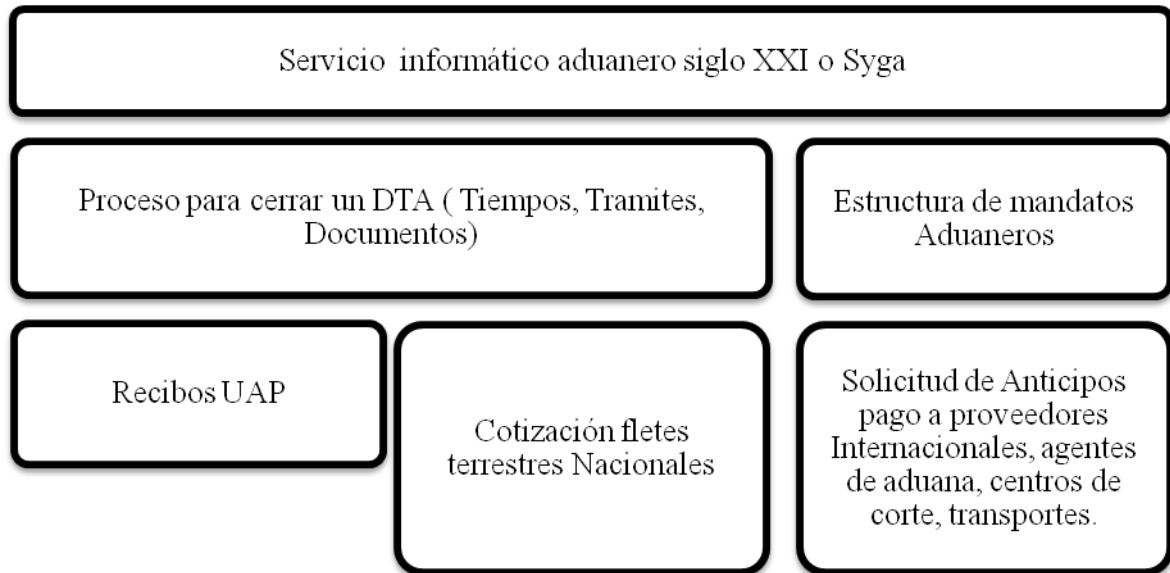 Servicio informático aduanero siglo XXI o Syga
Proceso para cerrar un DTA ( Tiempos, Tramites,
Documentos)
Estructura de mandatos
Aduaneros
Recibos UAP
Cotización fletes
terrestres Nacionales
Solicitud de Anticipos
pago a proveedores
Internacionales, agentes
de aduana, centros de
corte, transportes.